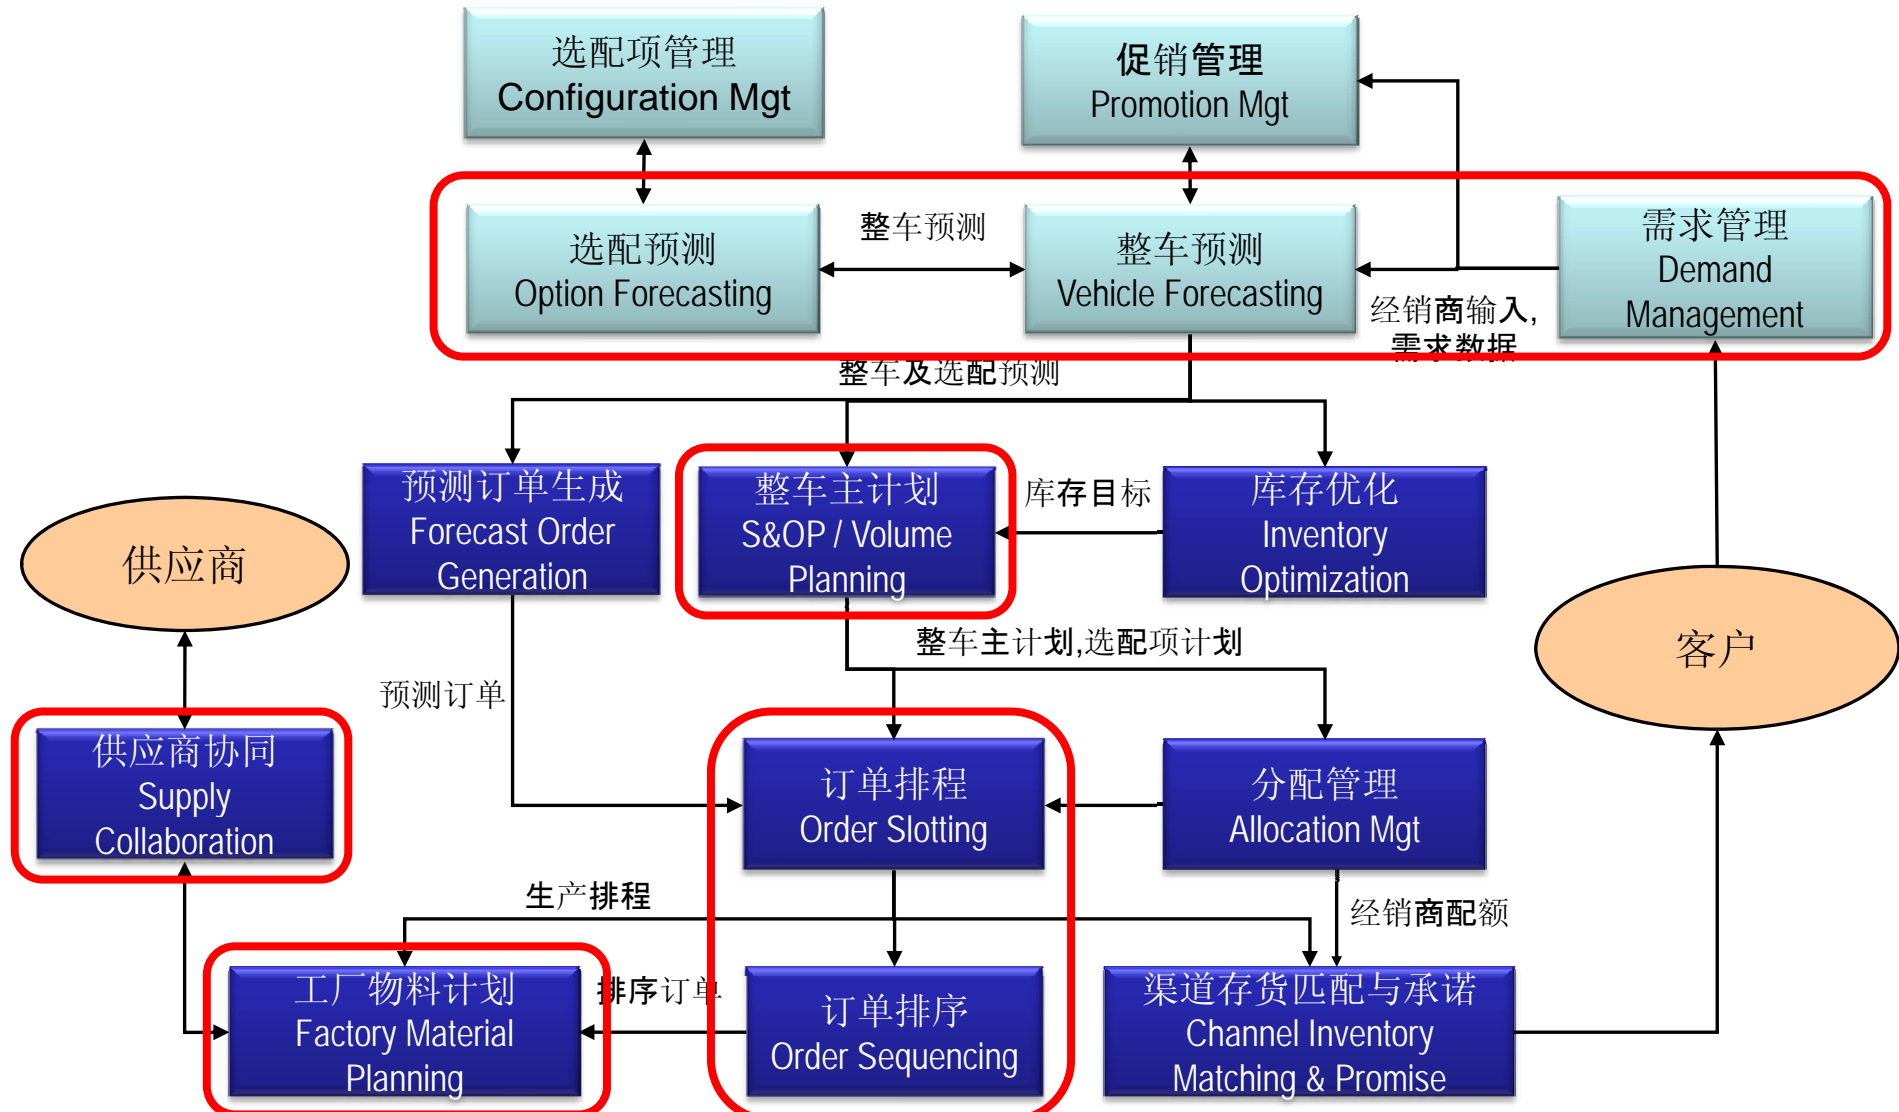 选配项管理
Configuration Mgt
促销管理
Promotion Mgt
选配预测
Option Forecasting
整车预测
整车预测
Vehicle Forecasting
需求管理
Demand
Management
经销商输入,
需求数据
整车及选配预测
预测订单生成
Forecast Order
Generation
整车主计划
S&OP / Volume
Planning
库存目标
库存优化
Inventory
Optimization
供应商
客户
整车主计划,选配项计划
预测订单
供应商协同
Supply
Collaboration
订单排程
Order Slotting
分配管理
Allocation Mgt
生产排程
经销商配额
工厂物料计划
Factory Material
Planning
排序订单
订单排序
Order Sequencing
渠道存货匹配与承诺
Channel Inventory
Matching & Promise